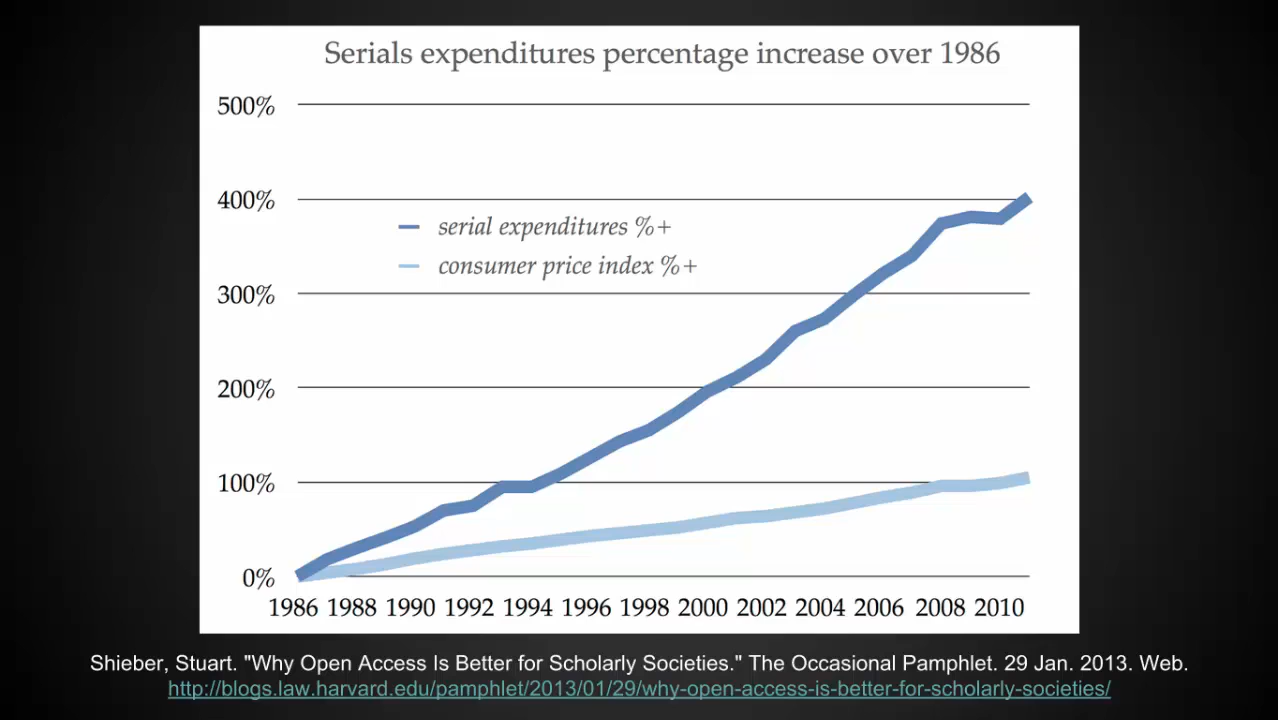 Serials expenditures percentage increase over 1986
500%
400%
serial expenditures %+
consumer price index %+
300%
200%
100%
0%
1986 1988 1990 1992 1994 1996 1998 2000 2002 2004 2006 2008 2010
Shieber, Stuart. "Why Open Access Is Better for Scholarly Societies." The Occasional Pamphlet. 29 Jan. 2013. Web.
http://blogs.law.harvard.edu/pamphlet/2013/01/29/why-open-access-is-better-for-scholarly-societies/